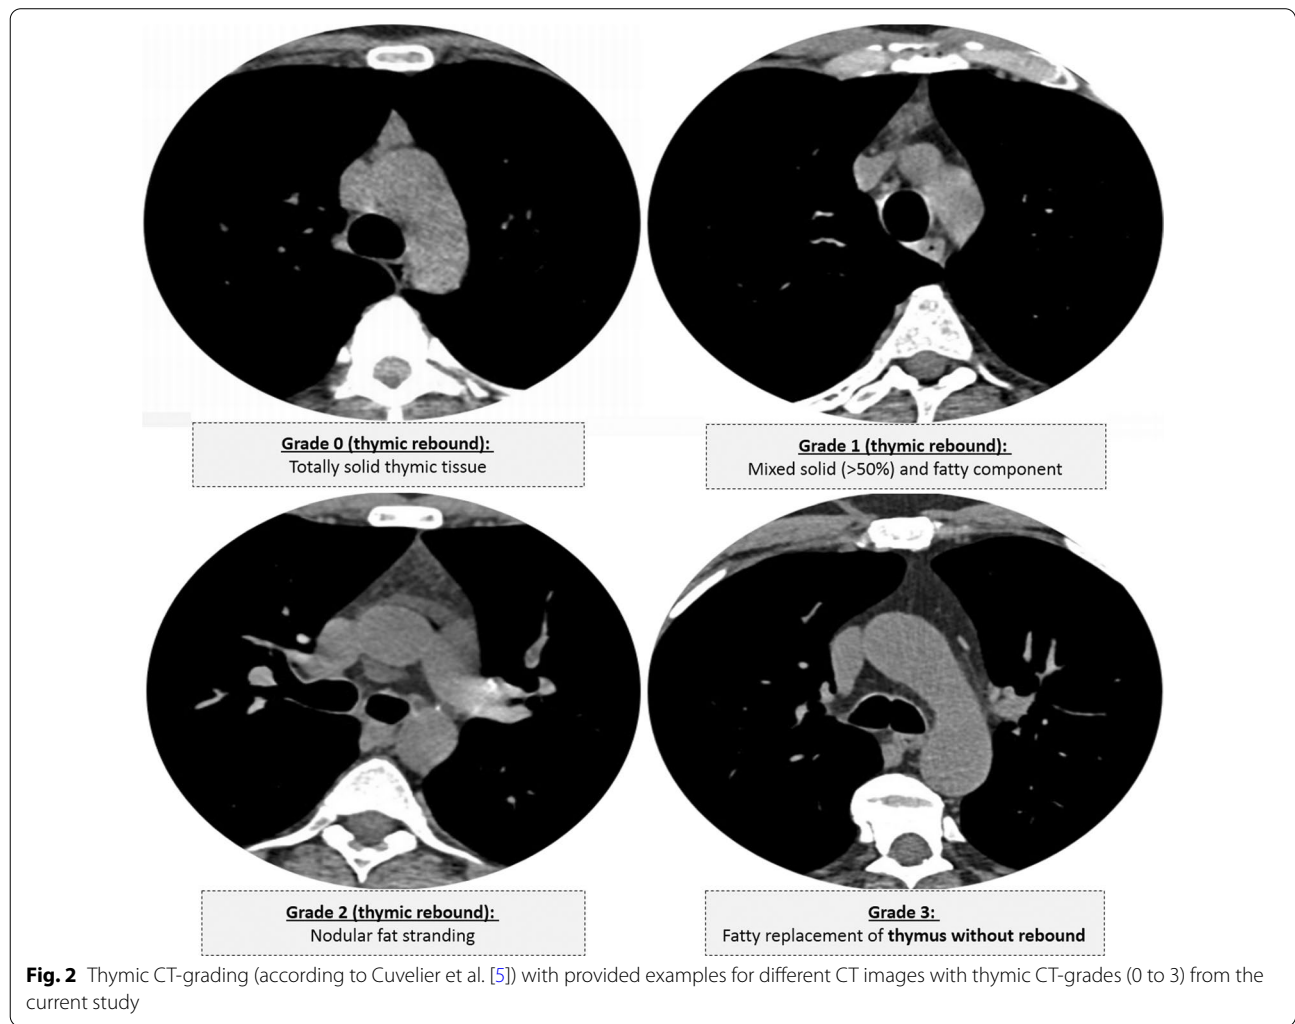 Grade 0 (thymic rebound):
Totally solid thymic tissue
Grade 1 (thymic rebound):
Mixed solid (>50%) and fatty component
Grade 2 (thymic rebound):
Nodular fat stranding
Grade 3:
Fatty replacement of thymus without rebound
Fig. 2 Thymic CT-grading (according to Cuvelier et al. [5]) with provided examples for different CT images with thymic CT-grades (0 to 3) from the
current study